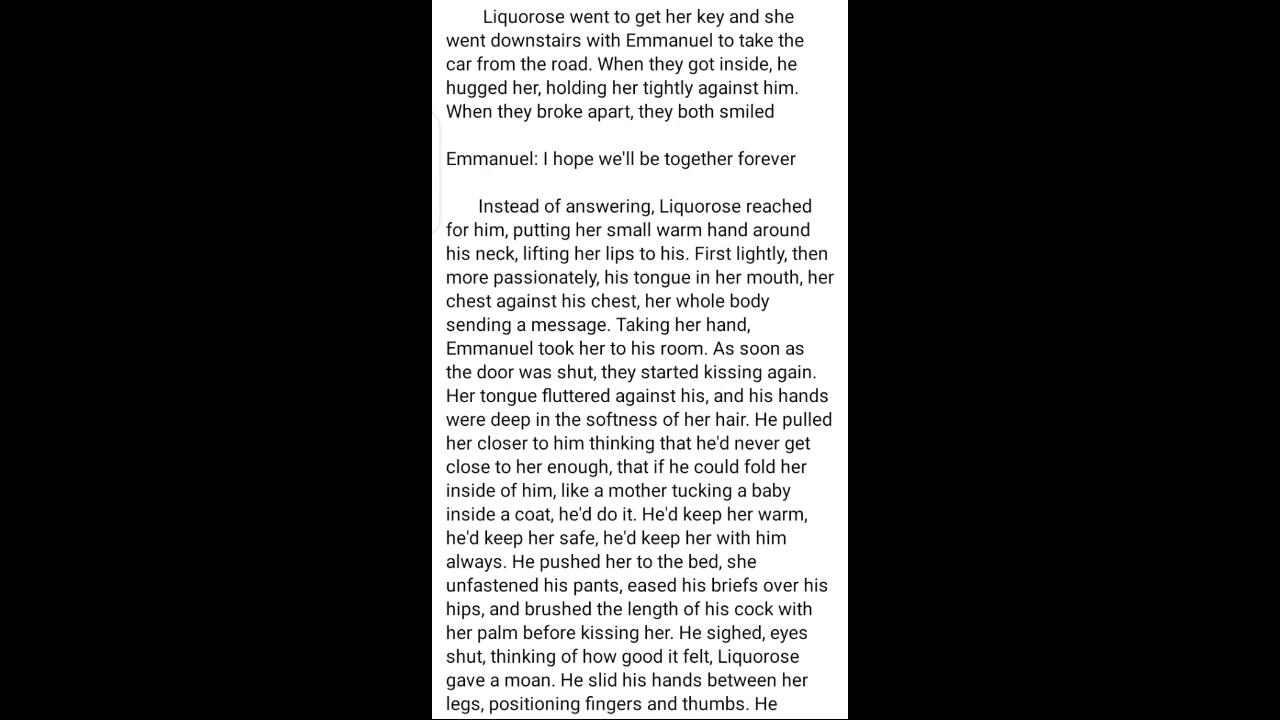 Liquorose went to get her key and she
went downstairs with Emmanuel to take the
car from the road. When they got inside, he
hugged her, holding her tightly against him.
When they broke apart, they both smiled
Emmanuel: I hope we'll be together forever
Instead of answering, Liquorose reached
for him, putting her small warm hand around
his neck, lifting her lips to his. First lightly, then
more passionately, his tongue in her mouth, her
chest against his chest, her whole body
sending a message. Taking her hand,
Emmanuel took her to his room. As soon as
the door was shut, they started kissing again.
Her tongue fluttered against his, and his hands
were deep in the softness of her hair. He pulled
her closer to him thinking that he'd never get
close to her enough, that if he could fold her
inside of him, like a mother tucking a baby
inside a coat, he'd do it. He'd keep her warm,
he'd keep her safe, he'd keep her with him
always. He pushed her to the bed, she
unfastened his pants, eased his briefs over his
hips, and brushed the length of his cock with
her palm before kissing her. He sighed, eyes
shut, thinking of how good it felt, Liquorose
gave a moan. He slid his hands between her
legs, positioning fingers and thumbs. He